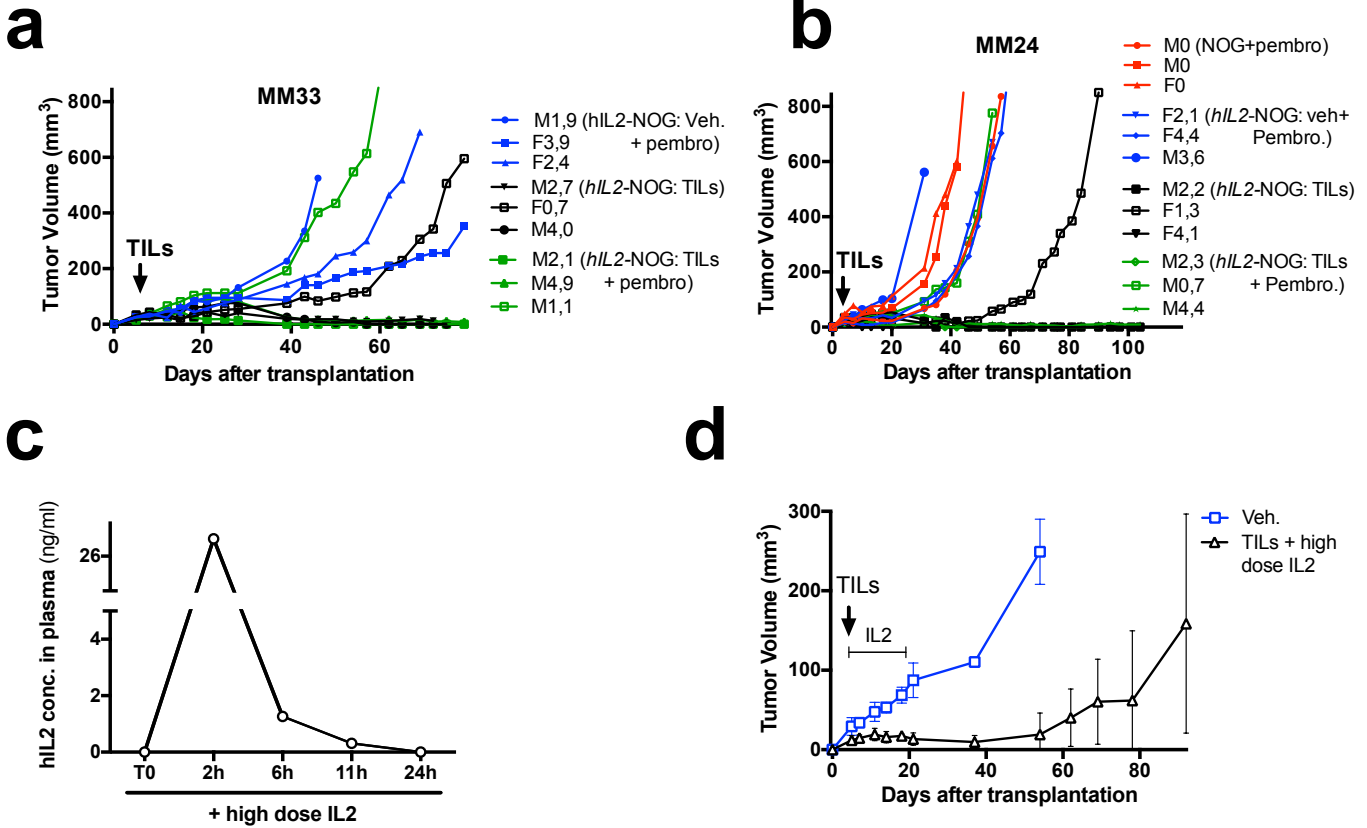 a
MM33
Tumor Volume (mm3)
800
600
400
200
0
TILs
0 20 40 60
Days after transplantation
M1,9 (hIL2-NOG: Veh.
F3,9 + pembro)
F2,4
M2,7 (hIL2-NOG: TILs)
F0,7
M4,0
M2,1 (hIL2-NOG: TILs
M4,9 + pembro)
M1,1
b
MM24
Tumor Volume (mm3)
800
600
400
200
0
TILs
0 20 40 60 80 100
Days after transplantation
M0 (NOG+pembro)
M0
F0
F2,1 (hIL2-NOG: veh+
F4,4 Pembro.)
M3,6
M2,2 (hIL2-NOG: TILs)
F1,3
F4,1
M2,3 (hIL2-NOG: TILs
M0,7 + Pembro.)
M4,4
c
hIL2 conc. in plasma (ng/ml)
26
4
2
0
T0 2h 6h 11h 24h
+ high dose IL2
d
Tumor Volume (mm3)
300
200
100
0
TILs
IL2
0 20 40 60 80
Days after transplantation
Veh.
TILs + high
dose IL2